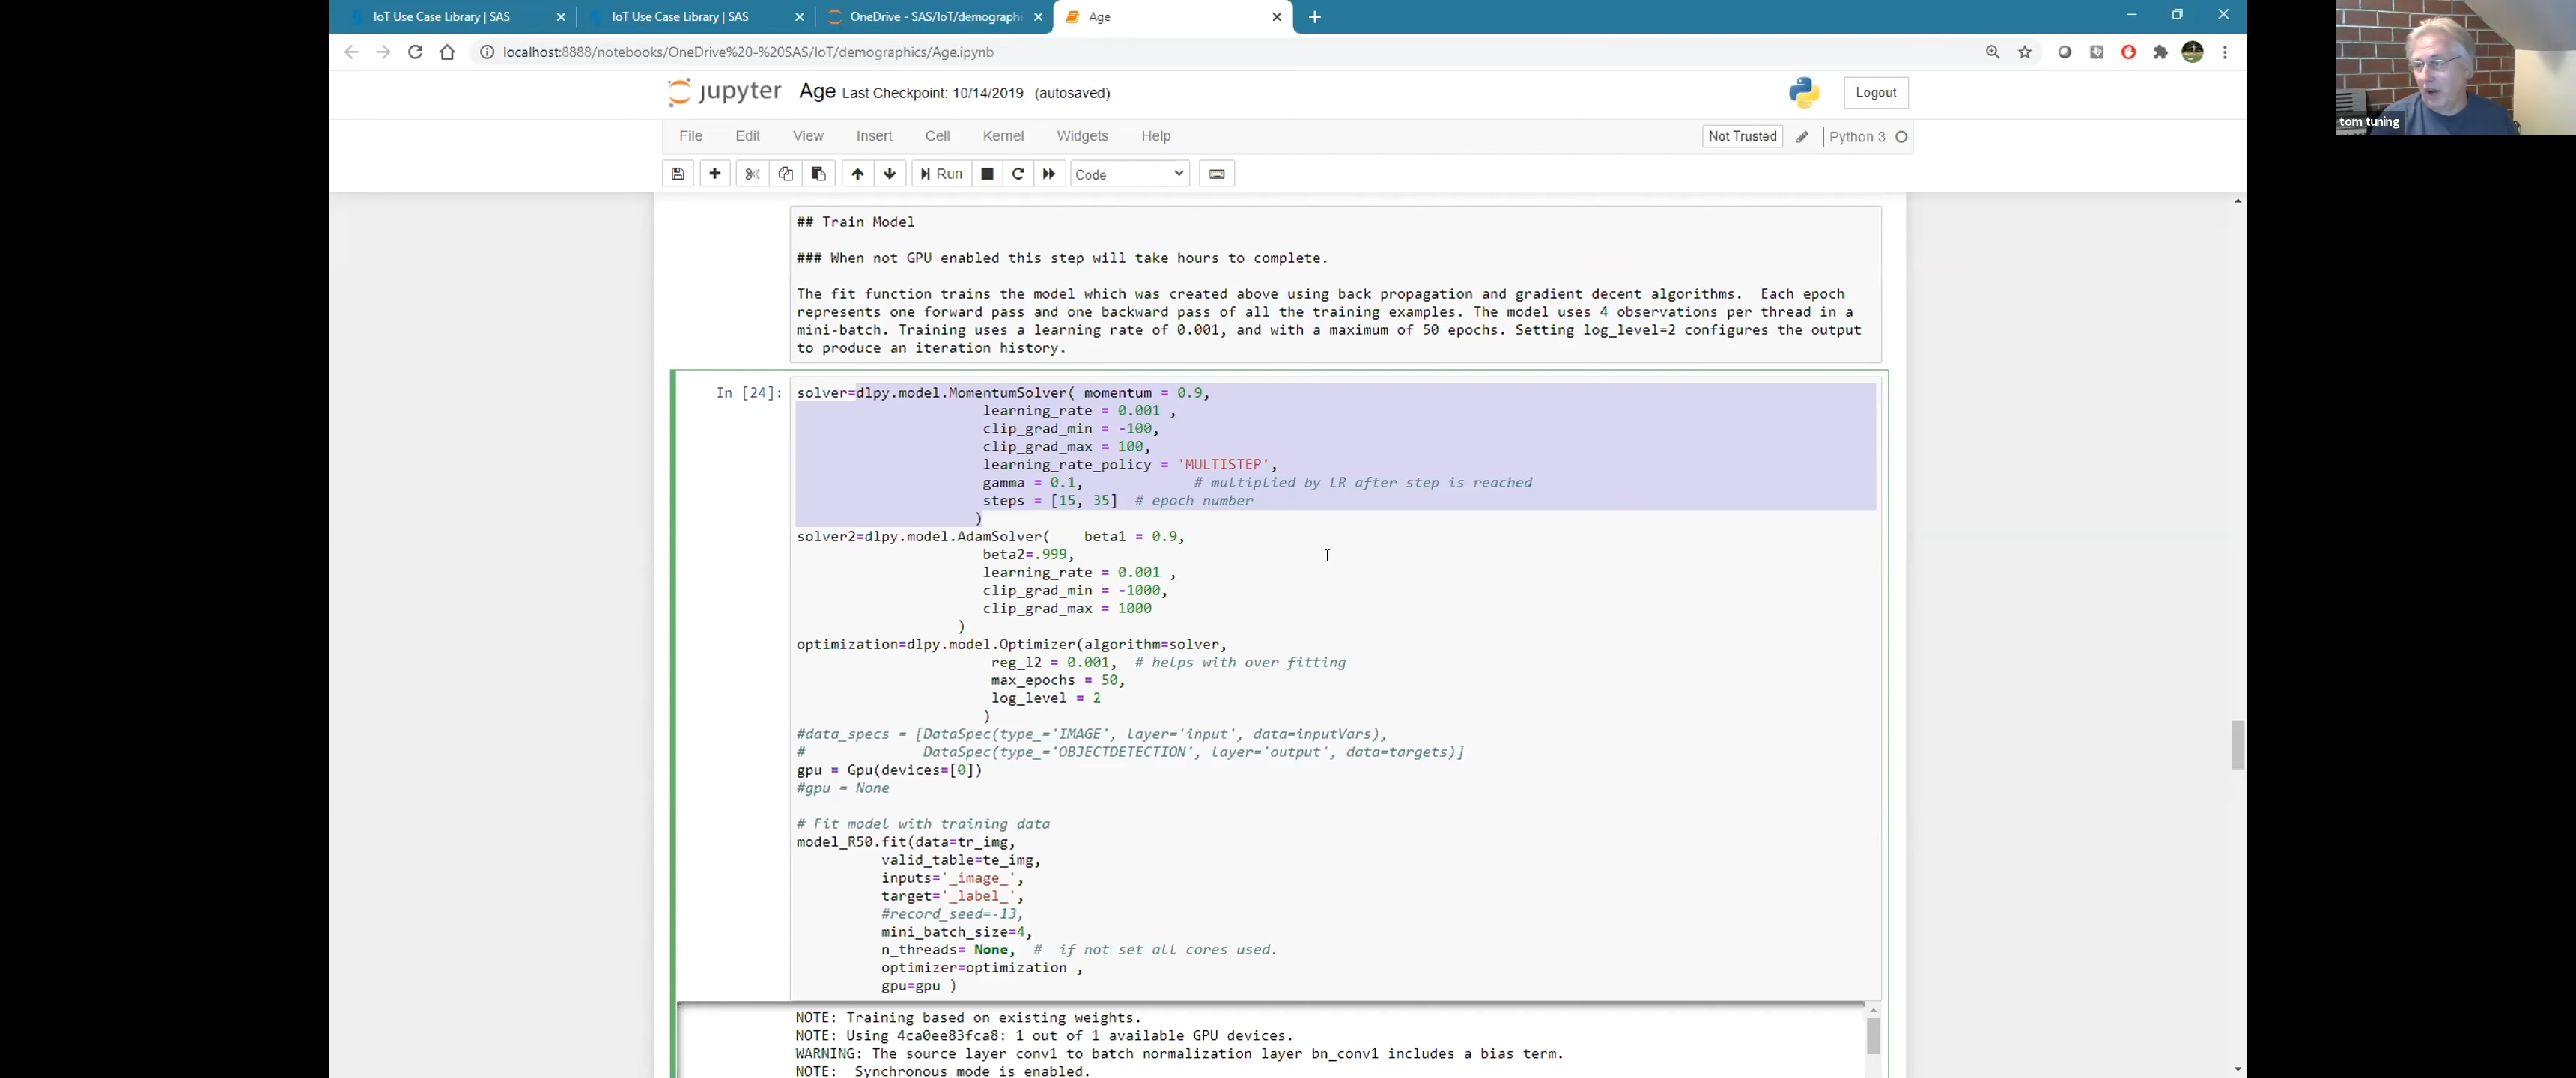 IoT Use Case Library | SAS
IoT Use Case Library | SAS
OneDrive - SAS/IoT/demographi
Age
localhost:8888/notebooks/OneDrive%20-%20SAS/IoT/demographics/Age.ipynb
jupyter Age Last Checkpoint: 10/14/2019 (autosaved)
Logout
File Edit View Insert Cell Kernel Widgets Help
Not Trusted
Python 3
Run
Code
tom tuning
## Train Model
### When not GPU enabled this step will take hours to complete.
The fit function trains the model which was created above using back propagation and gradient decent algorithms.  Each epoch
represents one forward pass and one backward pass of all the training examples. The model uses 4 observations per thread in a
mini-batch. Training uses a learning rate of 0.001, and with a maximum of 50 epochs. Setting log_level=2 configures the output
to produce an iteration history.
In [24]:
solver=dlpy.model.MomentumSolver( momentum = 0.9,
learning_rate = 0.001 ,
clip_grad_min = -100,
clip_grad_max = 100,
learning_rate_policy = 'MULTISTEP',
gamma = 0.1, # multiplied by LR after step is reached
steps = [15, 35] # epoch number
)
solver2=dlpy.model.AdamSolver( beta1 = 0.9,
beta2=.999,
learning_rate = 0.001 ,
clip_grad_min = -1000,
clip_grad_max = 1000
)
optimization=dlpy.model.Optimizer(algorithm=solver,
reg_l2 = 0.001, # helps with over fitting
max_epochs = 50,
log_level = 2
)
#data_specs = [DataSpec(type_='IMAGE', layer='input', data=inputVars),
# DataSpec(type_='OBJECTDETECTION', layer='output', data=targets)]
gpu = Gpu(devices=[0])
#gpu = None
# Fit model with training data
model_R50.fit(data=tr_img,
valid_table=te_img,
inputs='_image_',
target='_label_',
#record_seed=-13,
mini_batch_size=4,
n_threads= None, # if not set all cores used.
optimizer=optimization ,
gpu=gpu )
NOTE: Training based on existing weights.
NOTE: Using 4ca0ee83fca8: 1 out of 1 available GPU devices.
WARNING: The source layer conv1 to batch normalization layer bn_conv1 includes a bias term.
NOTE:  Synchronous mode is enabled.